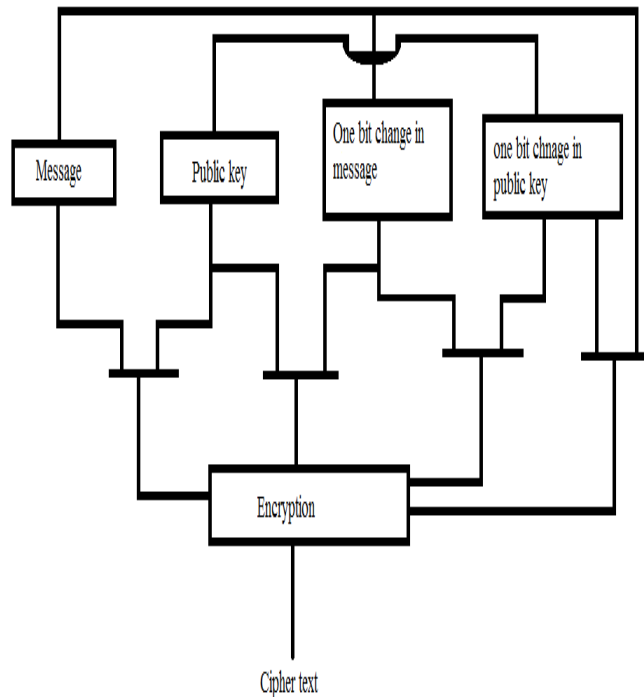 Message
Public key
One bit change in
message
one bit chnage in
public key
Encryption
Cipher text